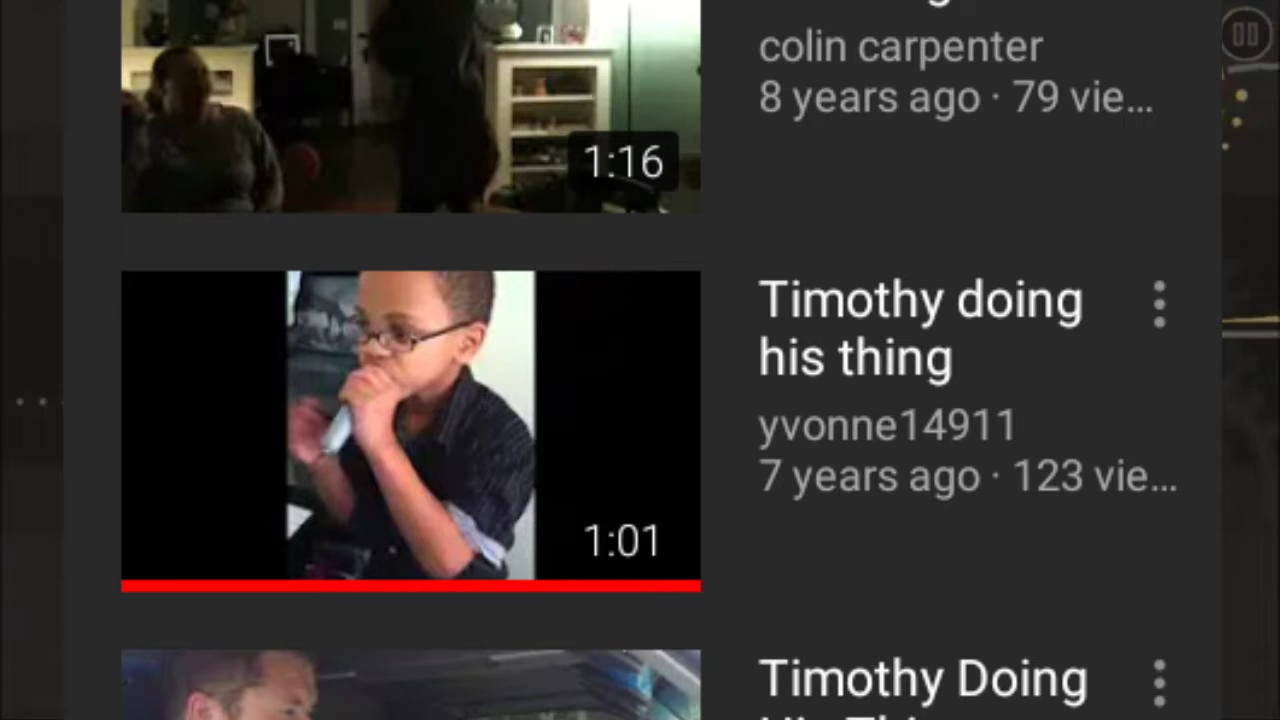 colin carpenter
8 years ago · 79 vie...
1:16
Timothy doing
his thing
yvonne14911
7 years ago · 123 vie...
1:01
Timothy Doing